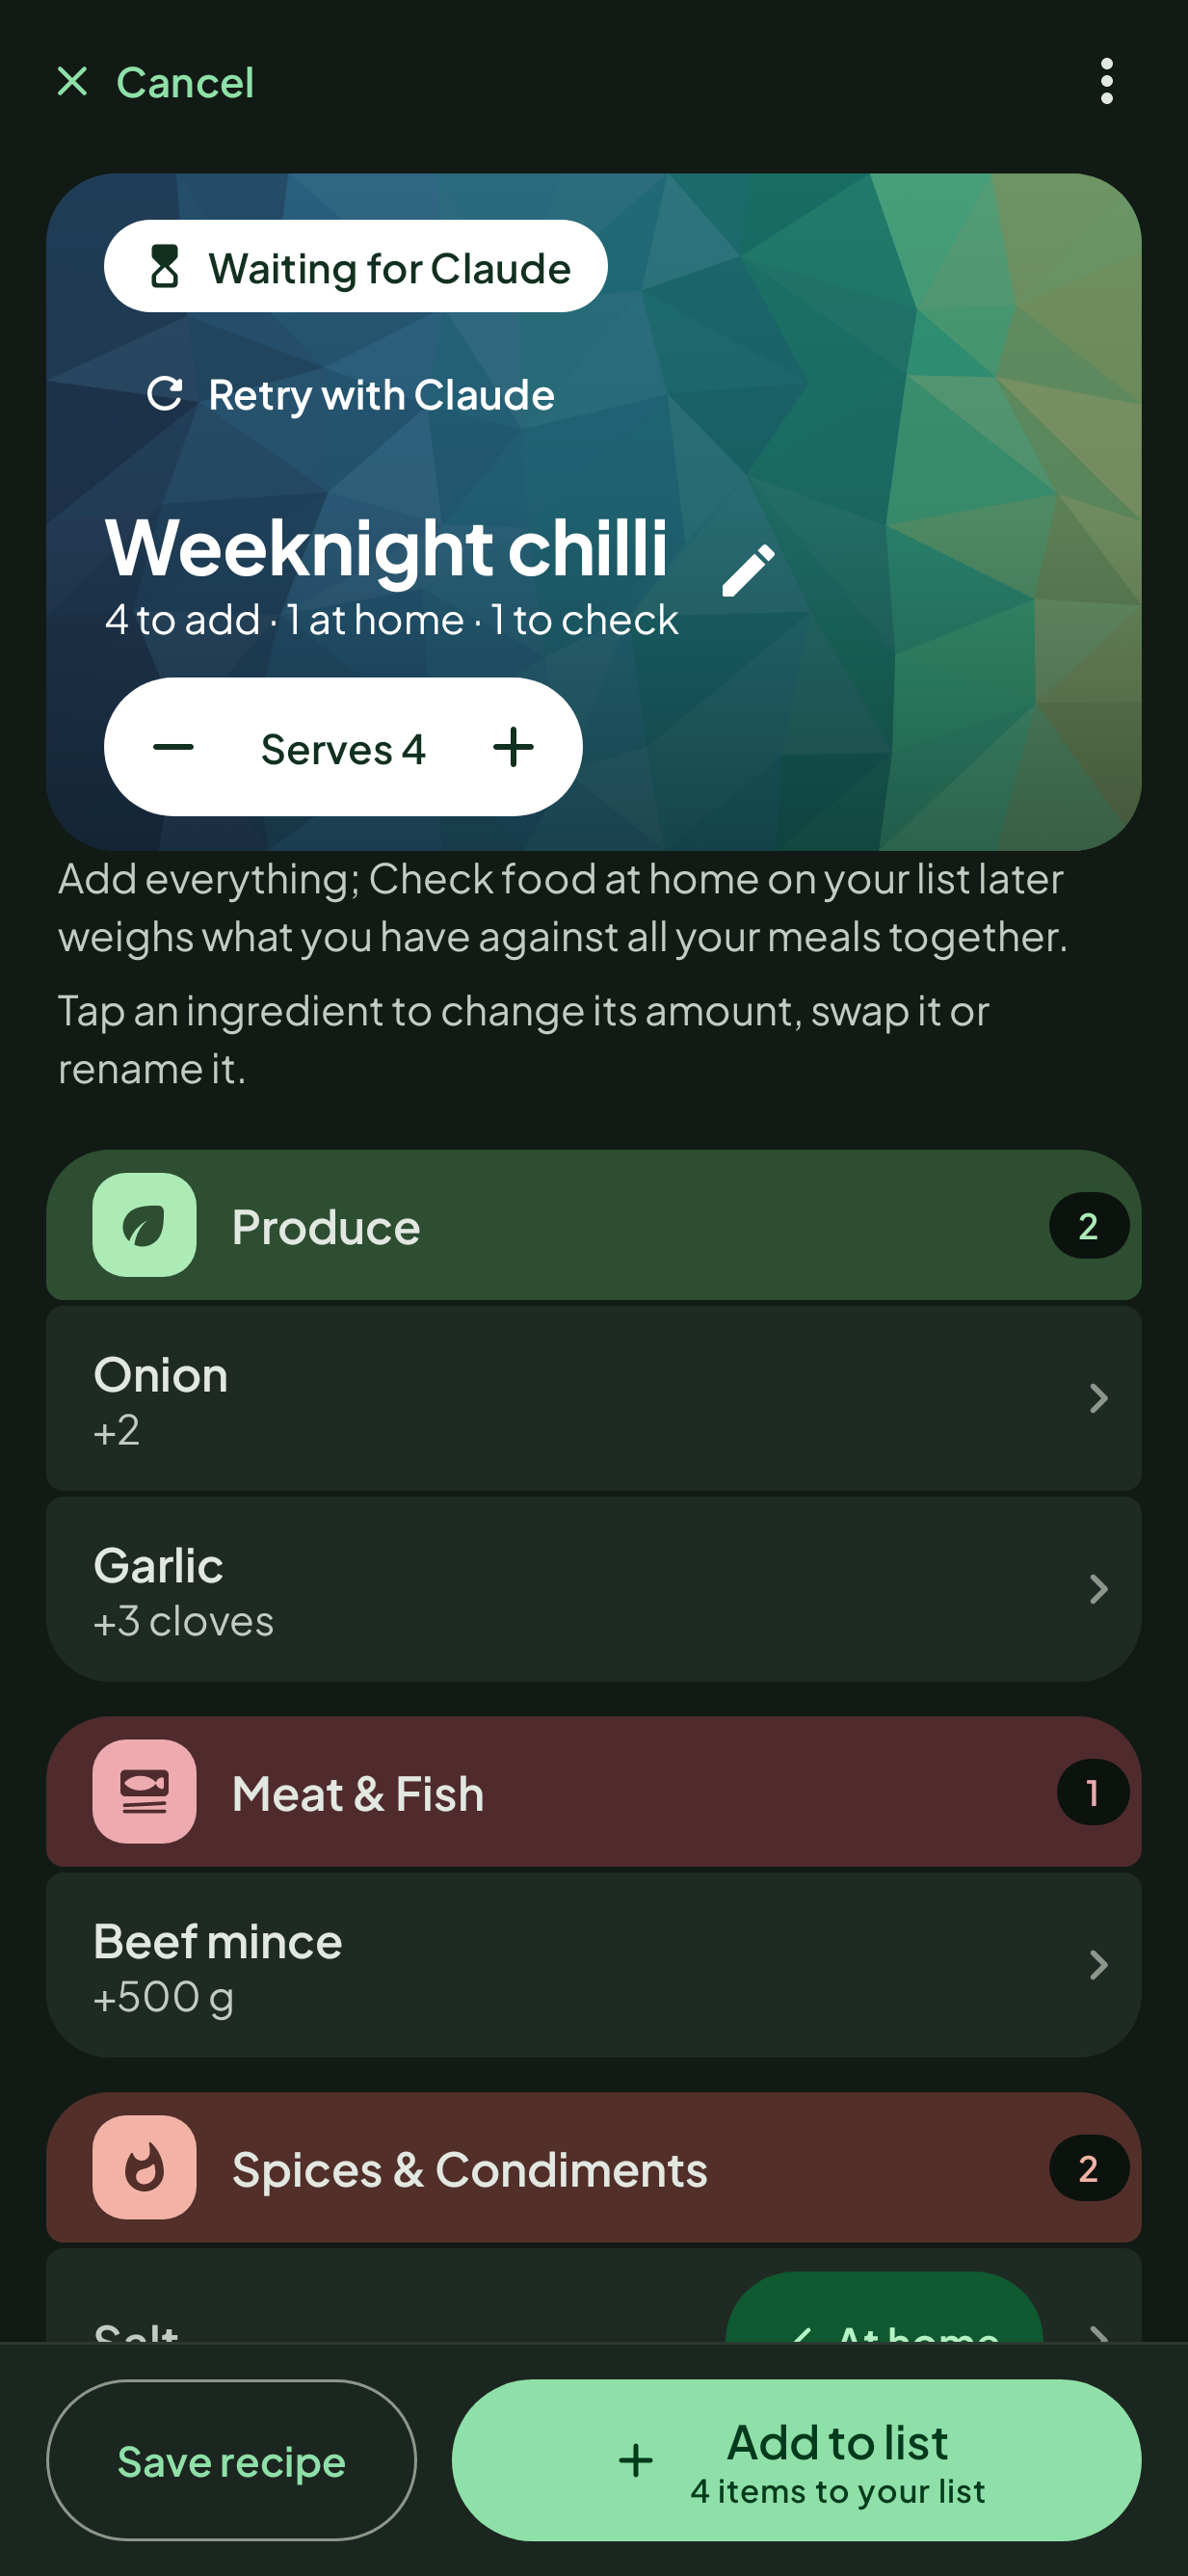 Cancel
Waiting for Claude
Retry with Claude
Weeknight chilli
4 to add · 1 at home · 1 to check
Serves 4
Add everything; Check food at home on your list later
weighs what you have against all your meals together.
Tap an ingredient to change its amount, swap it or
rename it.
Produce
2
Onion
+2
Garlic
+3 cloves
Meat & Fish
1
Beef mince
+500 g
Spices & Condiments
2
Salt
At home
Save recipe
Add to list
4 items to your list